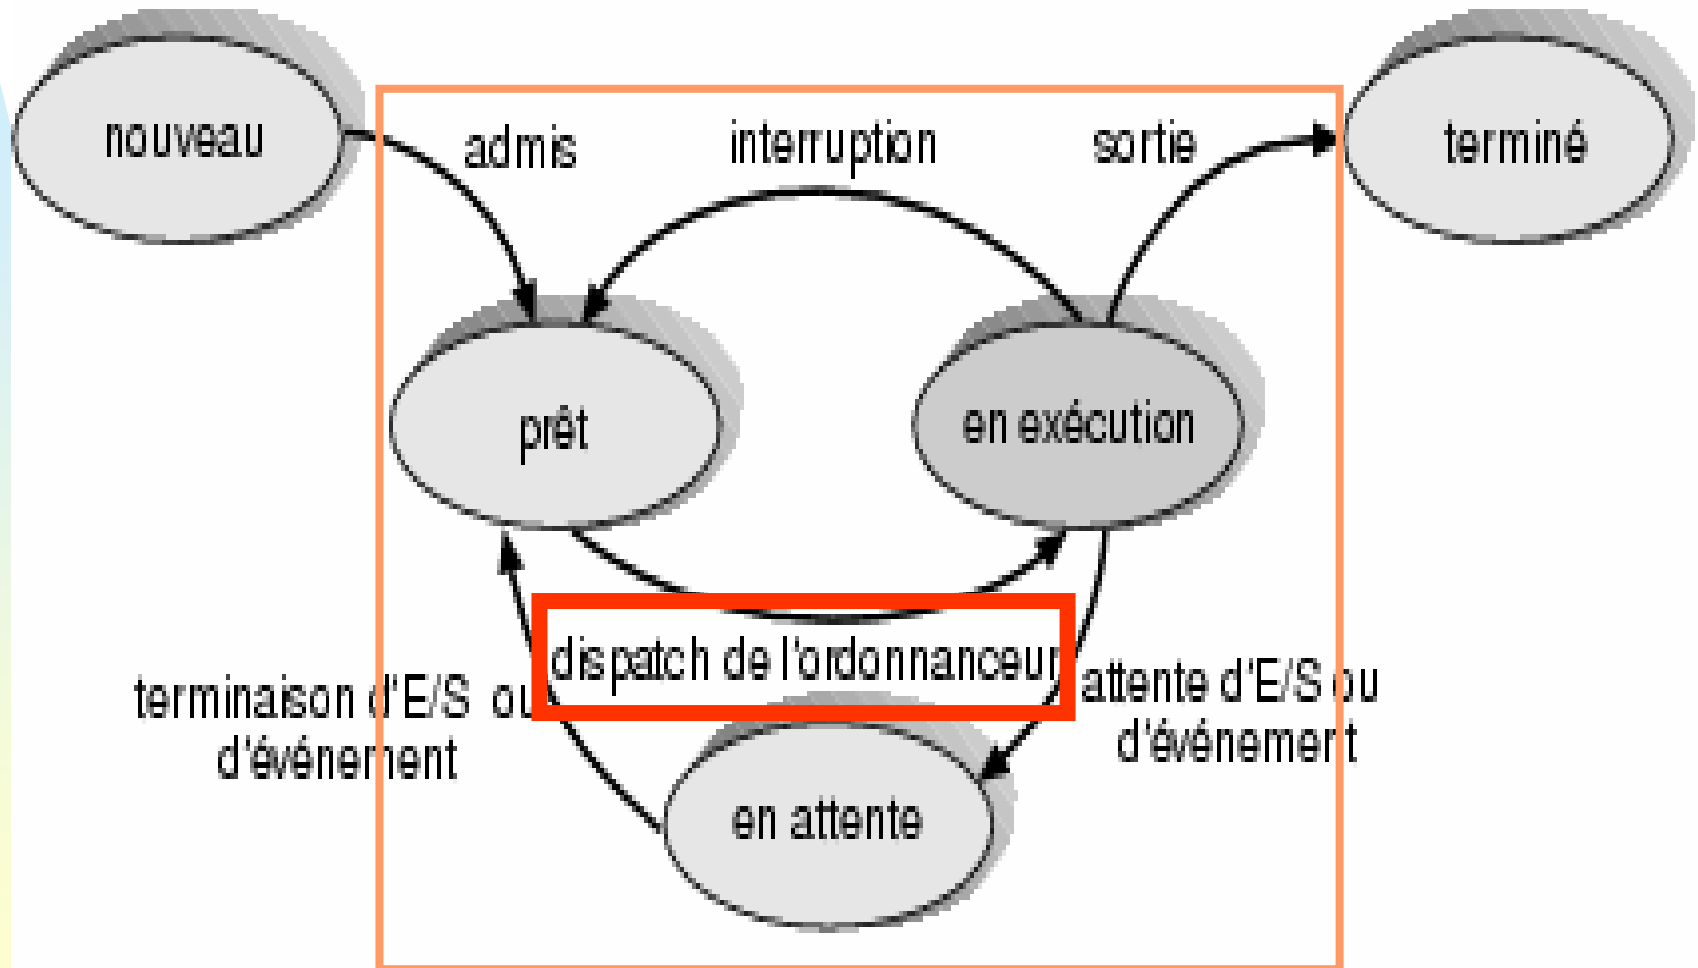 nouveau
admis
interruption
sortie
terminé
prêt
en exécution
dispatch de l'ordonnanceur
terminaison d'E/S ou
d'événement
attente d'E/S ou
d'événement
en attente